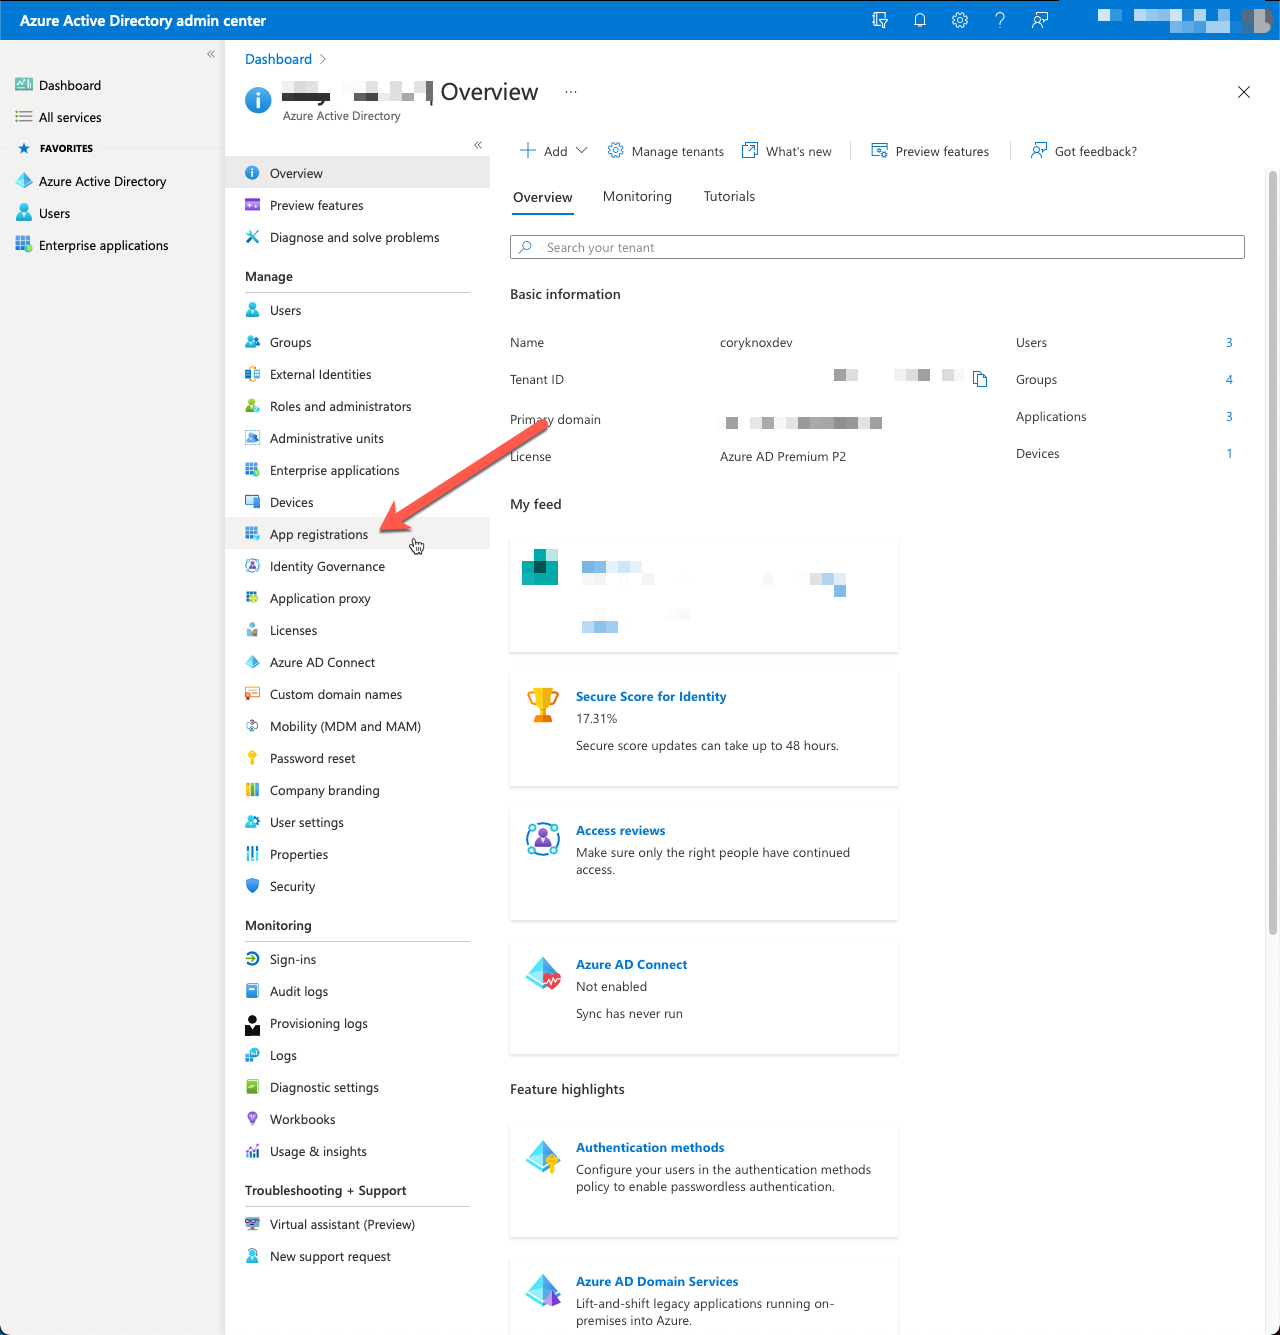 Azure Active Directory admin center
Dashboard
All services
FAVORITES
Azure Active Directory
Users
Enterprise applications
Dashboard
Overview
Azure Active Directory
Overview
Preview features
Diagnose and solve problems
Manage
Users
Groups
External Identities
Roles and administrators
Administrative units
Enterprise applications
Devices
App registrations
Identity Governance
Application proxy
Licenses
Azure AD Connect
Custom domain names
Mobility (MDM and MAM)
Password reset
Company branding
User settings
Properties
Security
Monitoring
Sign-ins
Audit logs
Provisioning logs
Logs
Diagnostic settings
Workbooks
Usage & insights
Troubleshooting + Support
Virtual assistant (Preview)
New support request
Add
Manage tenants
What's new
Preview features
Got feedback?
Overview
Monitoring
Tutorials
Search your tenant
Basic information
Name coryknoxdev
Tenant ID
Primary domain
License Azure AD Premium P2
Users 3
Groups 4
Applications 3
Devices 1
My feed
Secure Score for Identity
17.31%
Secure score updates can take up to 48 hours.
Access reviews
Make sure only the right people have continued
access.
Azure AD Connect
Not enabled
Sync has never run
Feature highlights
Authentication methods
Configure your users in the authentication methods
policy to enable passwordless authentication.
Azure AD Domain Services
Lift-and-shift legacy applications running on-
premises into Azure.